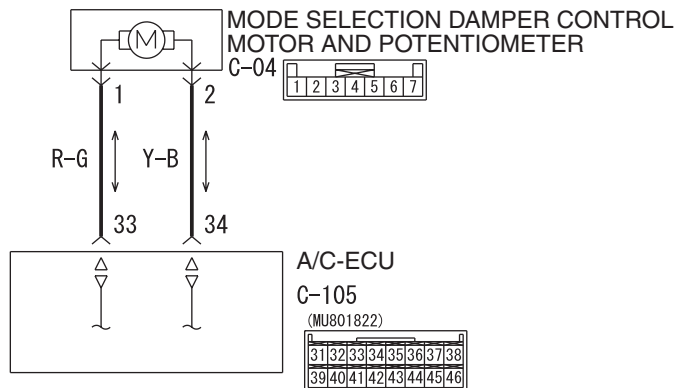 MODE SELECTION DAMPER CONTROL
MOTOR AND POTENTIOMETER
M
C-04
1 2 3 4 5 6 7
1 2
R-G Y-B
33 34
A/C-ECU
C-105
(MU801822)
31 32 33 34 35 36 37 38
39 40 41 42 43 44 45 46